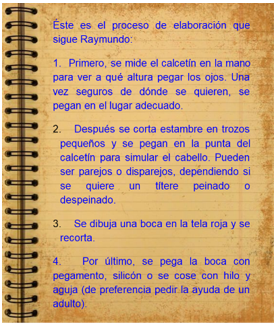 Este es el proceso de elaboración que
sigue Raymundo:
1. Primero, se mide el calcetín en la mano
para ver a qué altura pegar los ojos. Una
vez seguros de dónde se quieren, se
pegan en el lugar adecuado.
2. Después se corta estambre en trozos
pequeños y se pegan en la punta del
calcetín para simular el cabello. Pueden
ser parejos o disparejos, dependiendo si
se quiere un títere peinado o
despeinado.
3. Se dibuja una boca en la tela roja y se
recorta.
4. Por último, se pega la boca con
pegamento, silicón o se cose con hilo y
aguja (de preferencia pedir la ayuda de un
adulto).